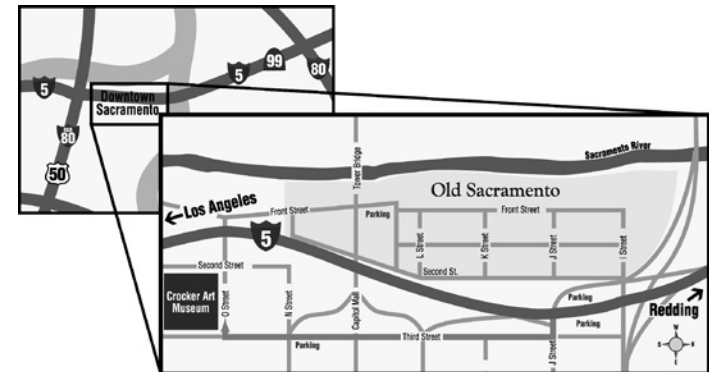 5
99
80
5
Downtown
Sacramento
BUS
80
50
Sacramento River
Tower Bridge
Old Sacramento
Los Angeles
Front Street
Parking
Front Street
5
L Street
K Street
J Street
I Street
Second Street
Second St.
Crocker Art
Museum
O Street
N Street
Capitol Mall
Redding
Parking
Parking
Third Street
Parking
J Street
W
S
N
E